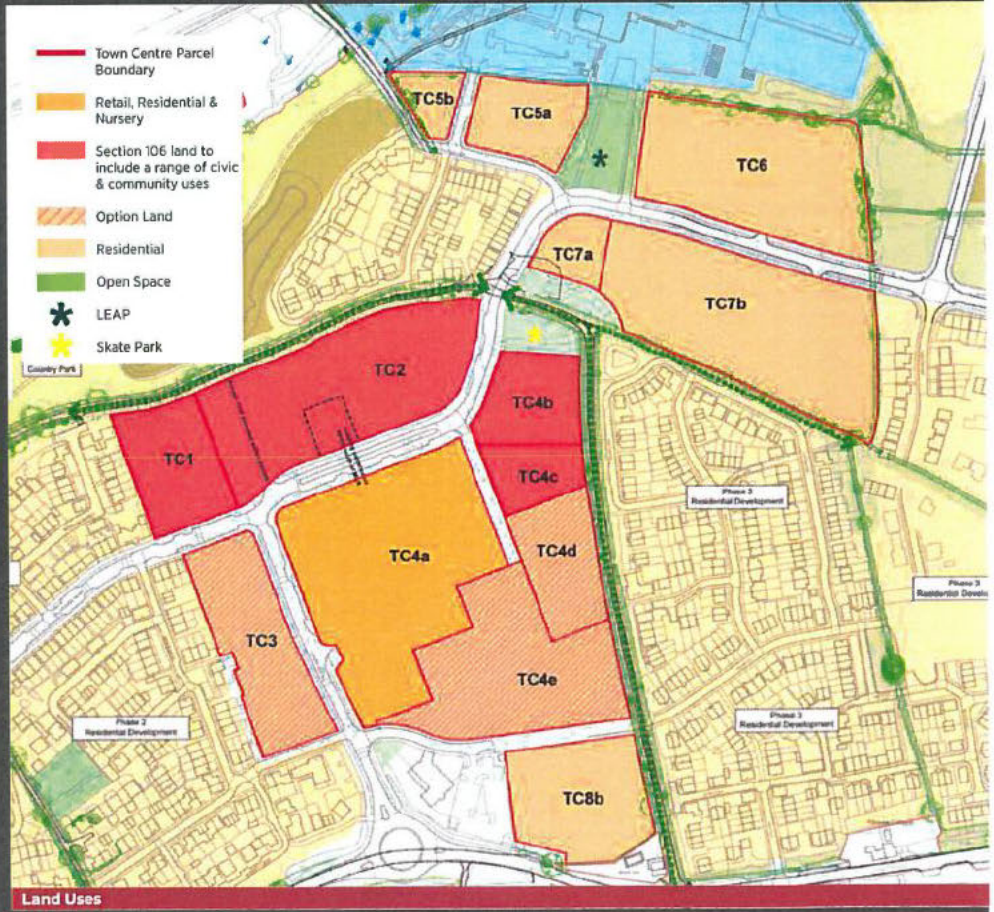 Town Centre Parcel
Boundary
Retail, Residential &
Nursery
Section 106 land to
include a range of civic
& community uses
Option Land
Residential
Open Space
LEAP
Skate Park
Country Park
TC5b
TC5a
TC6
TC7a
TC7b
TC2
TC1
TC4b
TC4c
TC4a
TC4d
TC3
TC4e
TC8b
Phase 3
Residential Development
Phase 3
Residential Develo
Phase 2
Residential Development
Phase 3
Residential Development
Land Uses